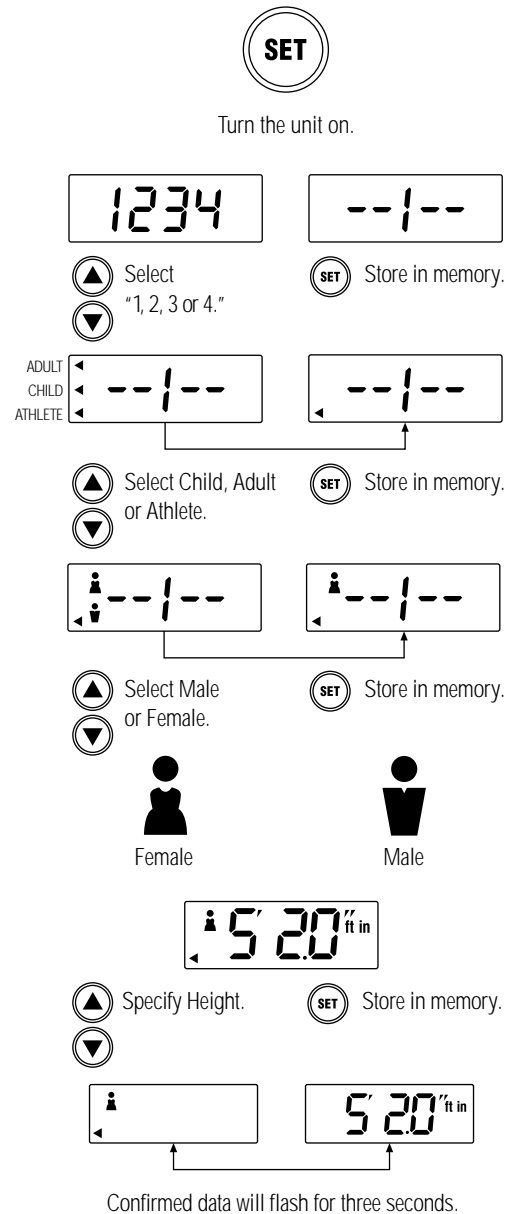 SET
Turn the unit on.
1234
--1--
Select
"1, 2, 3 or 4."
SET
Store in memory.
ADULT
CHILD
ATHLETE
--1--
--1--
Select Child, Adult
or Athlete.
SET
Store in memory.
--1--
--1--
Select Male
or Female.
SET
Store in memory.
Female
Male
5' 2.0" ft in
Specify Height.
SET
Store in memory.
5' 2.0" ft in
Confirmed data will flash for three seconds.